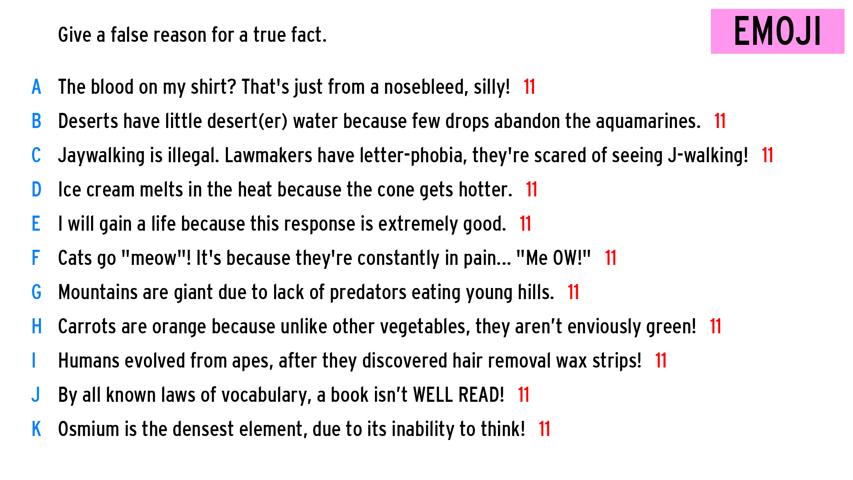 Give a false reason for a true fact.
EMOJI
A The blood on my shirt? That's just from a nosebleed, silly! 11
B Deserts have little desert(er) water because few drops abandon the aquamarines. 11
C Jaywalking is illegal. Lawmakers have letter-phobia, they're scared of seeing J-walking! 11
D Ice cream melts in the heat because the cone gets hotter. 11
E I will gain a life because this response is extremely good. 11
F Cats go "meow"! It's because they're constantly in pain... "Me OW!" 11
G Mountains are giant due to lack of predators eating young hills. 11
H Carrots are orange because unlike other vegetables, they aren’t enviously green! 11
I Humans evolved from apes, after they discovered hair removal wax strips! 11
J By all known laws of vocabulary, a book isn’t WELL READ! 11
K Osmium is the densest element, due to its inability to think! 11